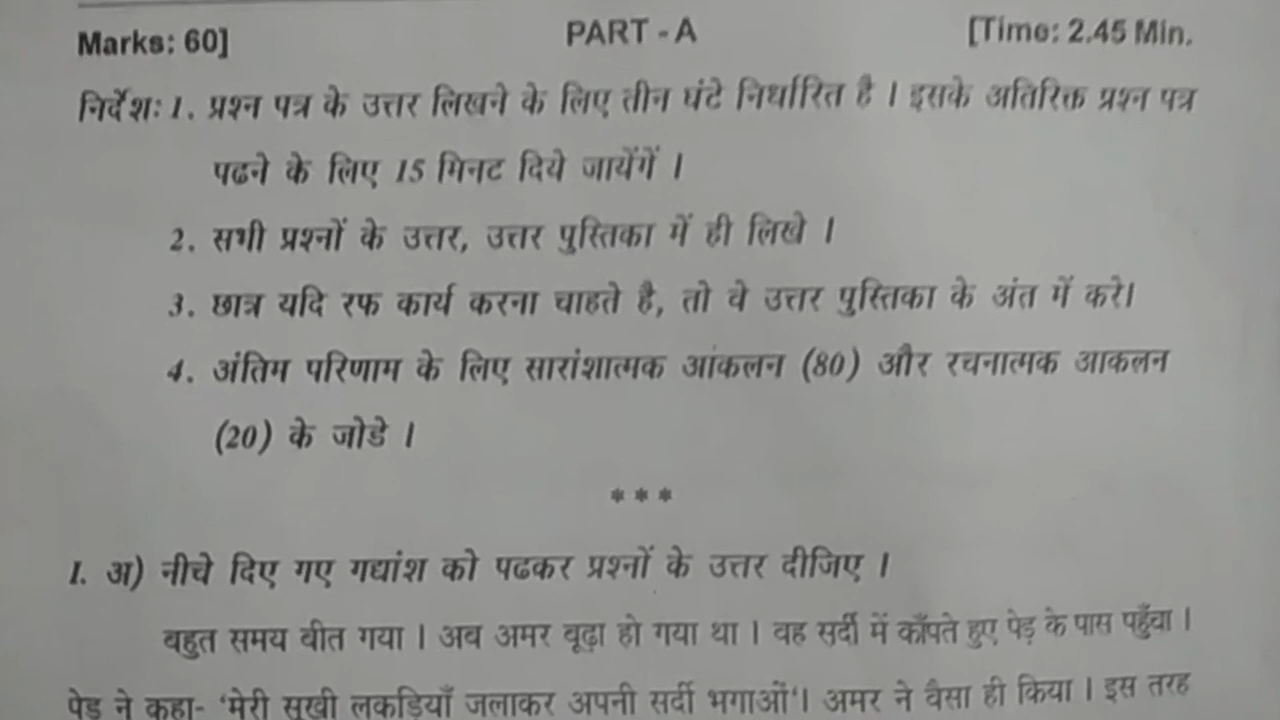 Marks: 60] PART - A [Time: 2.45 Min.
निर्देशः 1. प्रश्न पत्र के उत्तर लिखने के लिए तीन घंटे निर्धारित है । इसके अतिरिक्त प्रश्न पत्र
पढने के लिए 15 मिनट दिये जायेंगें ।
2. सभी प्रश्नों के उत्तर, उत्तर पुस्तिका में ही लिखे ।
3. छात्र यदि रफ कार्य करना चाहते है, तो वे उत्तर पुस्तिका के अंत में करे।
4. अंतिम परिणाम के लिए सारांशात्मक आंकलन (80) और रचनात्मक आकलन
(20) के जोडे ।
***
I. अ) नीचे दिए गए गद्यांश को पढकर प्रश्नों के उत्तर दीजिए ।
बहुत समय बीत गया । अब अमर बूढ़ा हो गया था । वह सर्दी में काँपते हुए पेड़ के पास पहुँचा ।
पेड़ ने कहा- 'मेरी सूखी लकड़ियाँ जलाकर अपनी सर्दी भगाओं'। अमर ने वैसा ही किया । इस तरह